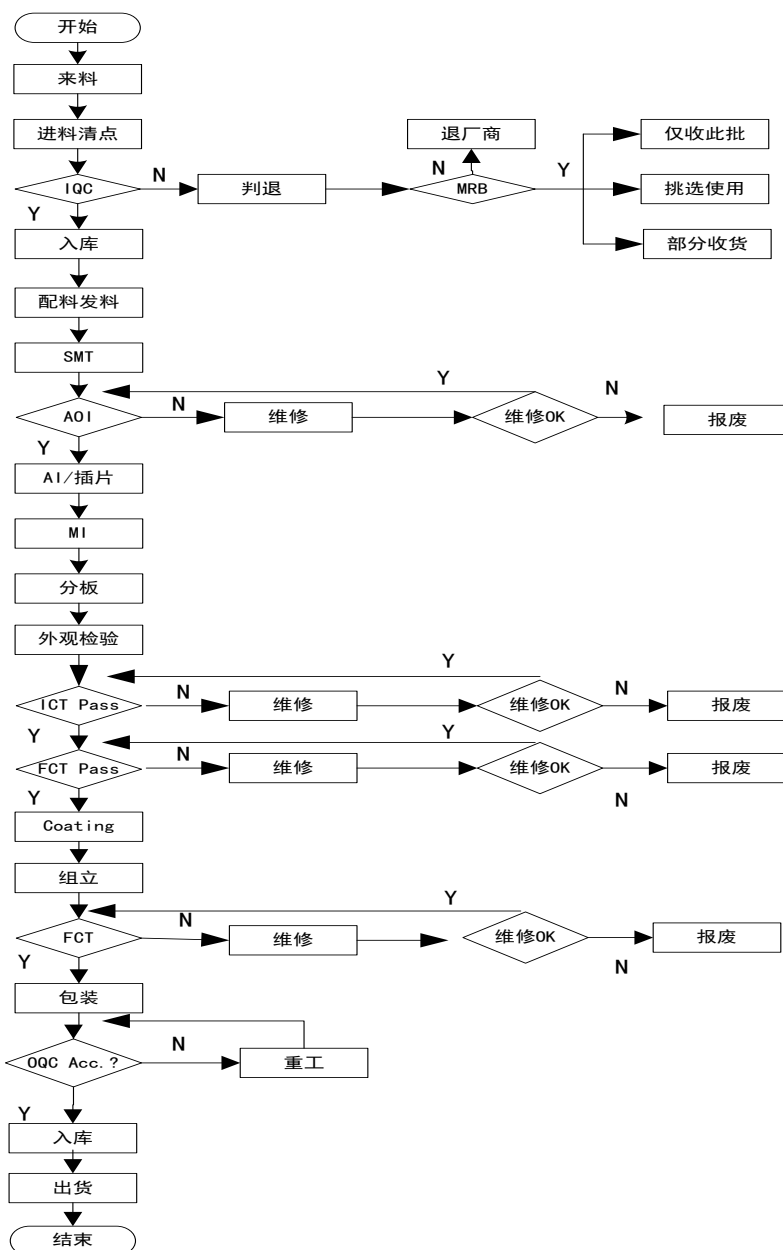 开始
来料
进料清点
退厂商
仅收此批
IQC
N
判退
N
MRB
Y
挑选使用
Y
入库
部分收货
配料发料
SMT
Y
N
AOI
N
维修
维修OK
报废
Y
AI/插片
MI
分板
外观检验
Y
ICT Pass
N
维修
维修OK
N
报废
Y
Y
FCT Pass
N
维修
维修OK
报废
Y
N
Coating
组立
Y
FCT
N
维修
维修OK
报废
Y
N
包装
OQC Acc.?
N
重工
Y
入库
出货
结束